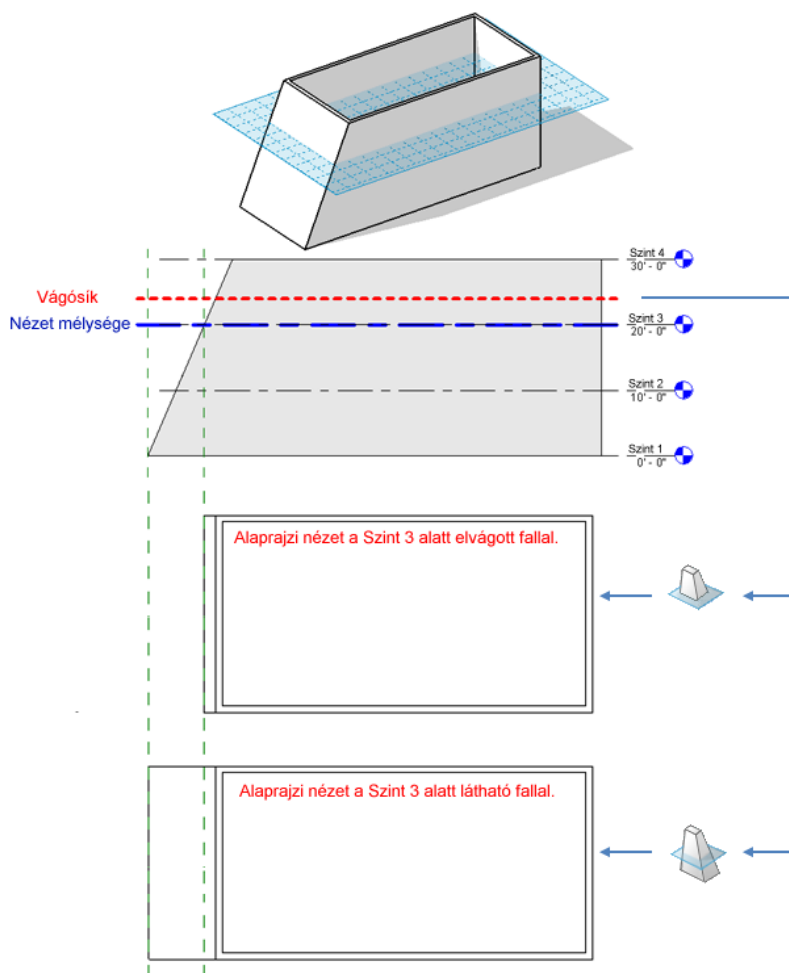 Szint 4
30' - 0"
Vágósík
Nézet mélysége
Szint 3
20' - 0"
Szint 2
10' - 0"
Szint 1
0' - 0"
Alaprajzi nézet a Szint 3 alatt elvágott fallal.
Alaprajzi nézet a Szint 3 alatt látható fallal.